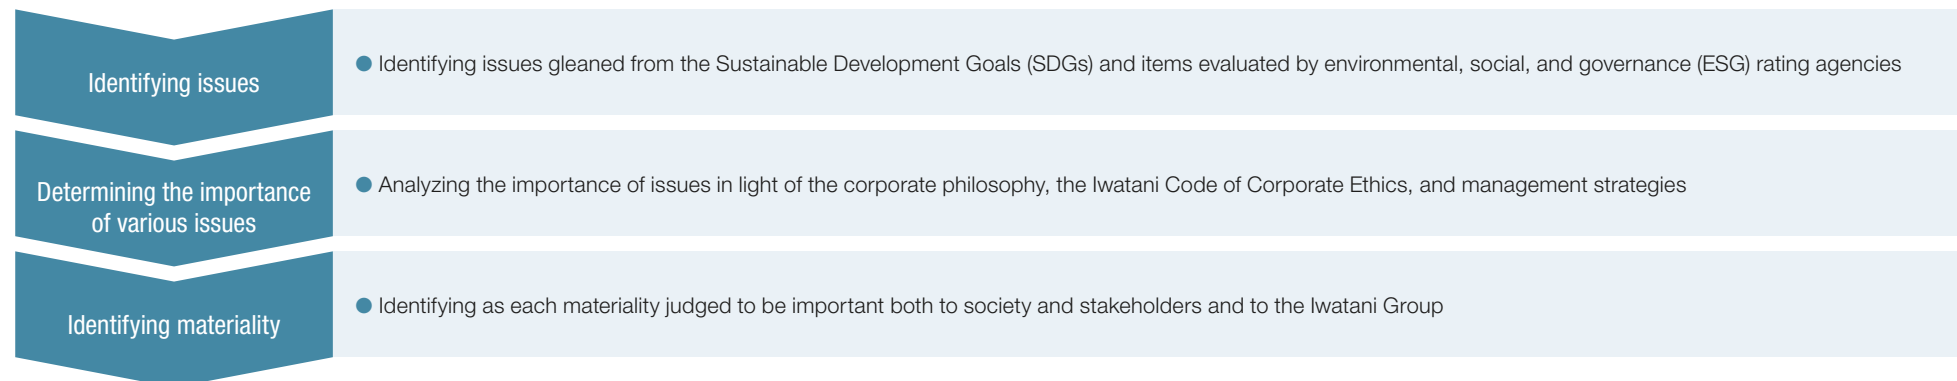 Identifying issues
● Identifying issues gleaned from the Sustainable Development Goals (SDGs) and items evaluated by environmental, social, and governance (ESG) rating agencies
Determining the importance
of various issues
● Analyzing the importance of issues in light of the corporate philosophy, the Iwatani Code of Corporate Ethics, and management strategies
Identifying materiality
● Identifying as each materiality judged to be important both to society and stakeholders and to the Iwatani Group